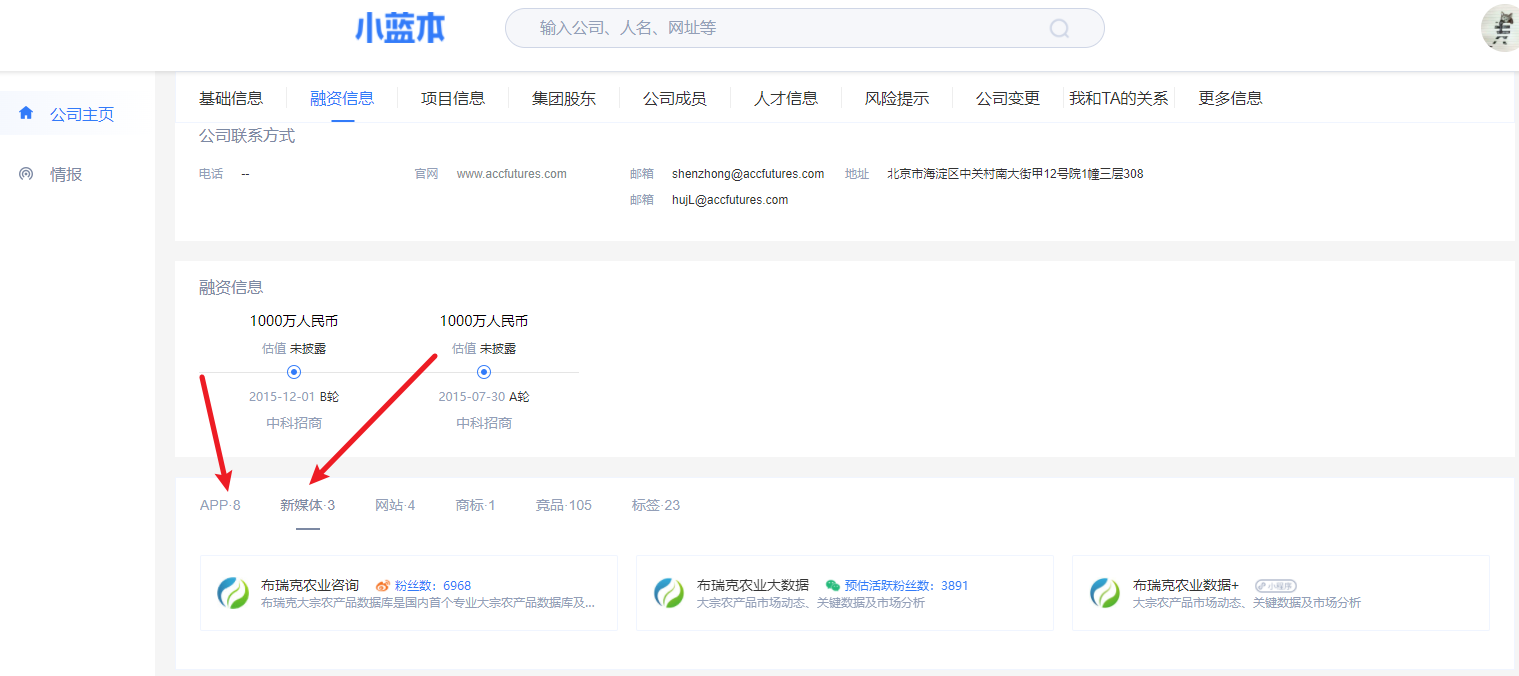 小蓝本
输入公司、人名、网址等
公司主页
情报
基础信息 融资信息 项目信息 集团股东 公司成员 人才信息 风险提示 公司变更 我和TA的关系 更多信息
公司联系方式
电话 -- 官网 www.accfutures.com 邮箱 shenzhong@accfutures.com 地址 北京市海淀区中关村南大街甲12号院1幢三层308
邮箱 hujL@accfutures.com
融资信息
1000万人民币 1000万人民币
估值 未披露 估值 未披露
2015-12-01 B轮 2015-07-30 A轮
中科招商 中科招商
APP·8 新媒体·3 网站·4 商标·1 竞品·105 标签·23
布瑞克农业咨询 粉丝数：6968
布瑞克大宗农产品数据库是国内首个专业大宗农产品数据库及...
布瑞克农业大数据 预估活跃粉丝数：3891
大宗农产品市场动态、关键数据及市场分析
布瑞克农业数据+ 小程序
大宗农产品市场动态、关键数据及市场分析